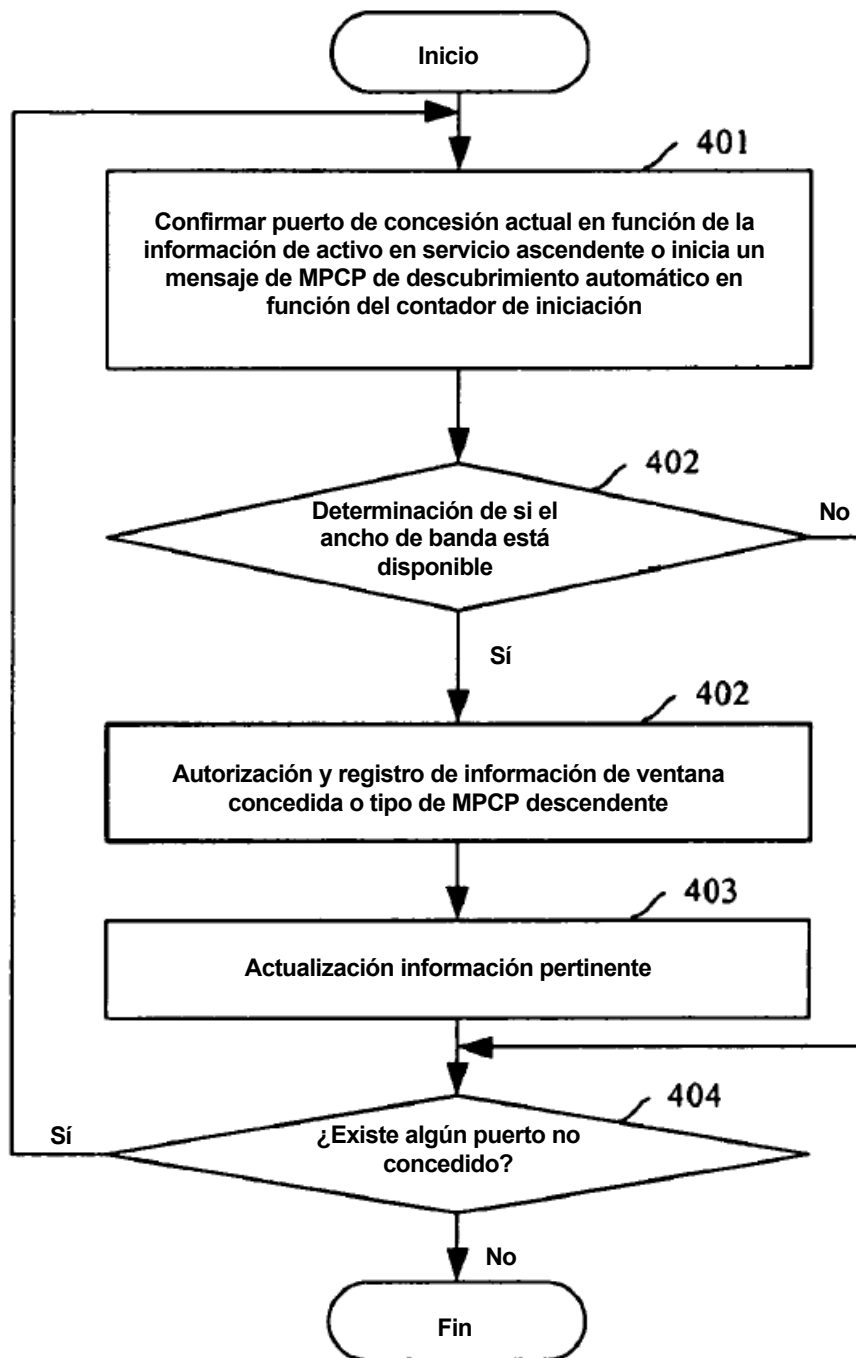 Inicio
401
Confirmar puerto de concesión actual en función de la
información de activo en servicio ascendente o inicia un
mensaje de MPCP de descubrimiento automático en
función del contador de iniciación
402
Determinación de si el
ancho de banda está
disponible
No
Sí
402
Autorización y registro de información de ventana
concedida o tipo de MPCP descendente
403
Actualización información pertinente
404
Sí
¿Existe algún puerto no
concedido?
No
Fin